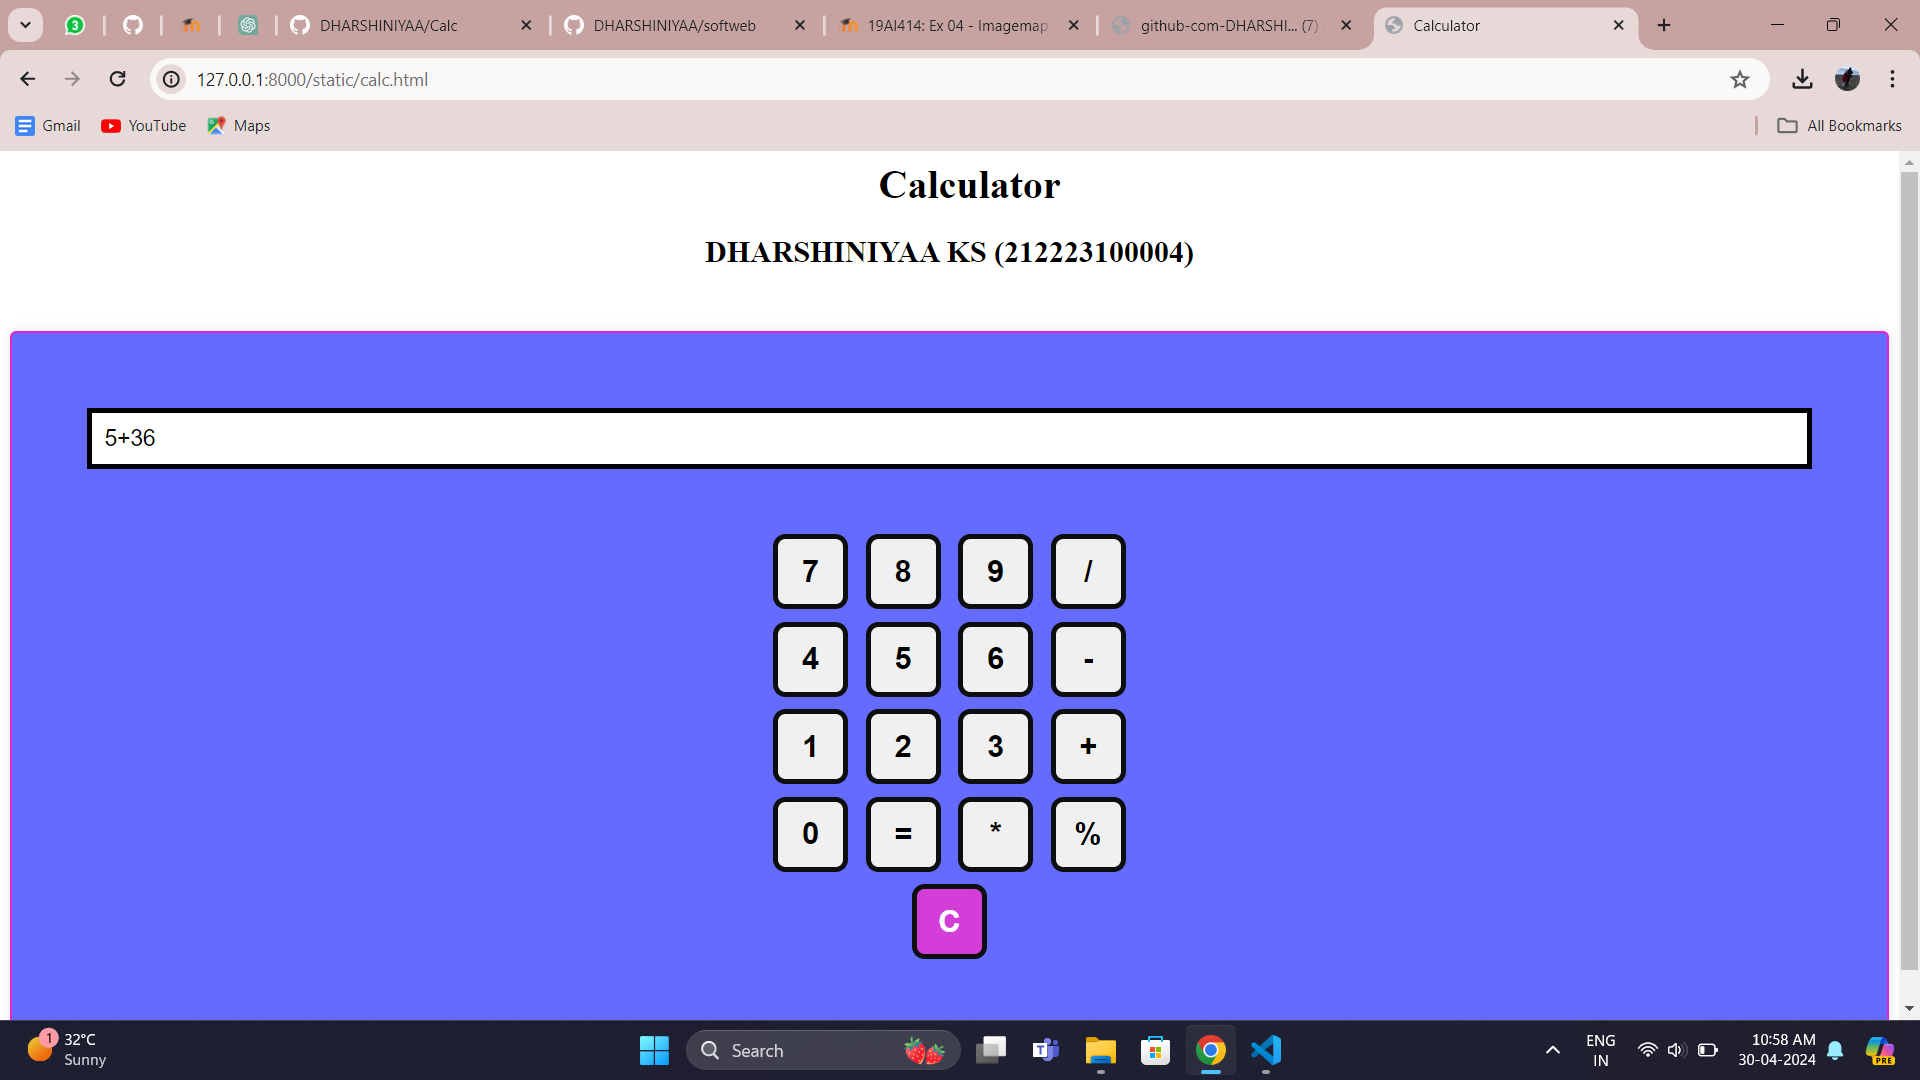 3
DHARSHINIYAA/Calc
DHARSHINIYAA/softweb
19AI414: Ex 04 - Imagemap
github-com-DHARSHI... (7)
Calculator
127.0.0.1:8000/static/calc.html
Gmail
YouTube
Maps
All Bookmarks
Calculator
DHARSHINIYAA KS (212223100004)
5+36
7 8 9 /
4 5 6 -
1 2 3 +
0 = * %
C
1
32°C
Sunny
Search
T
ENG
IN
10:58 AM
30-04-2024
PRE